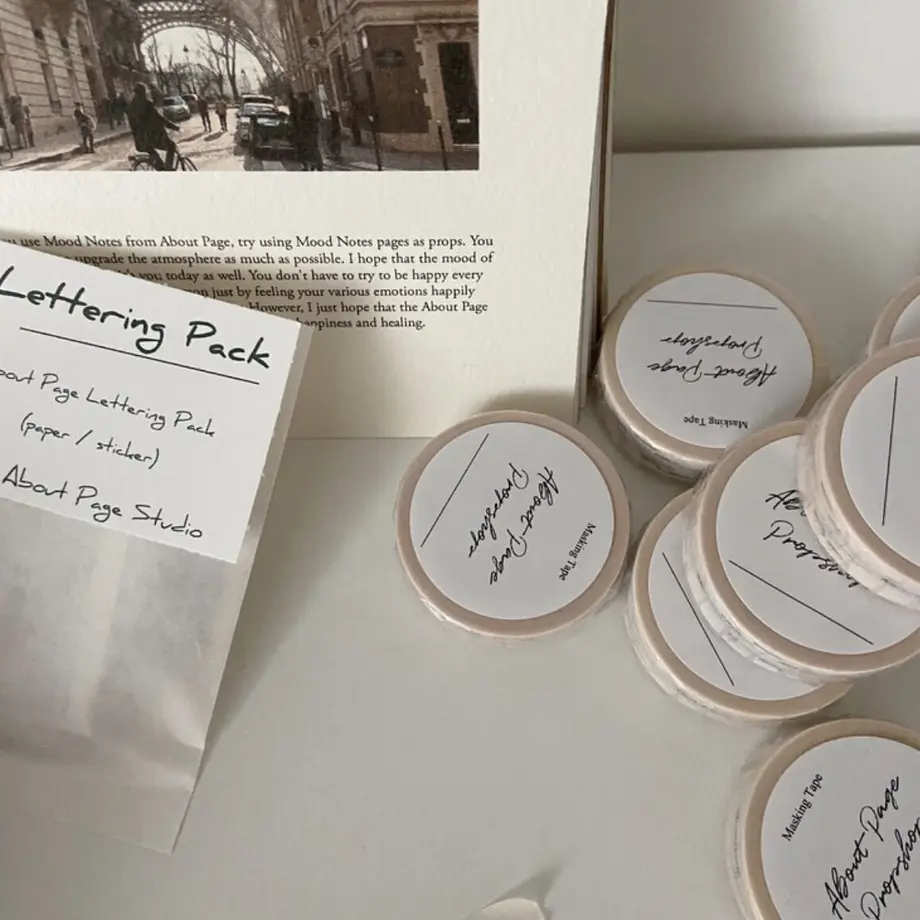 use Mood Notes from About Page, try using Mood Notes pages as props. You
upgrade the atmosphere as much as possible. I hope that the mood of
you today as well. You don't have to try to be happy every
just by feeling your various emotions happily
However, I just hope that the About Page
happiness and healing.
Lettering Pack
About Page Lettering Pack
(paper / sticker)
About Page Studio
About Page
Propshop
Masking Tape
About Page
Propshop
Masking Tape
Propshop
Masking Tape
About Page
Propshop